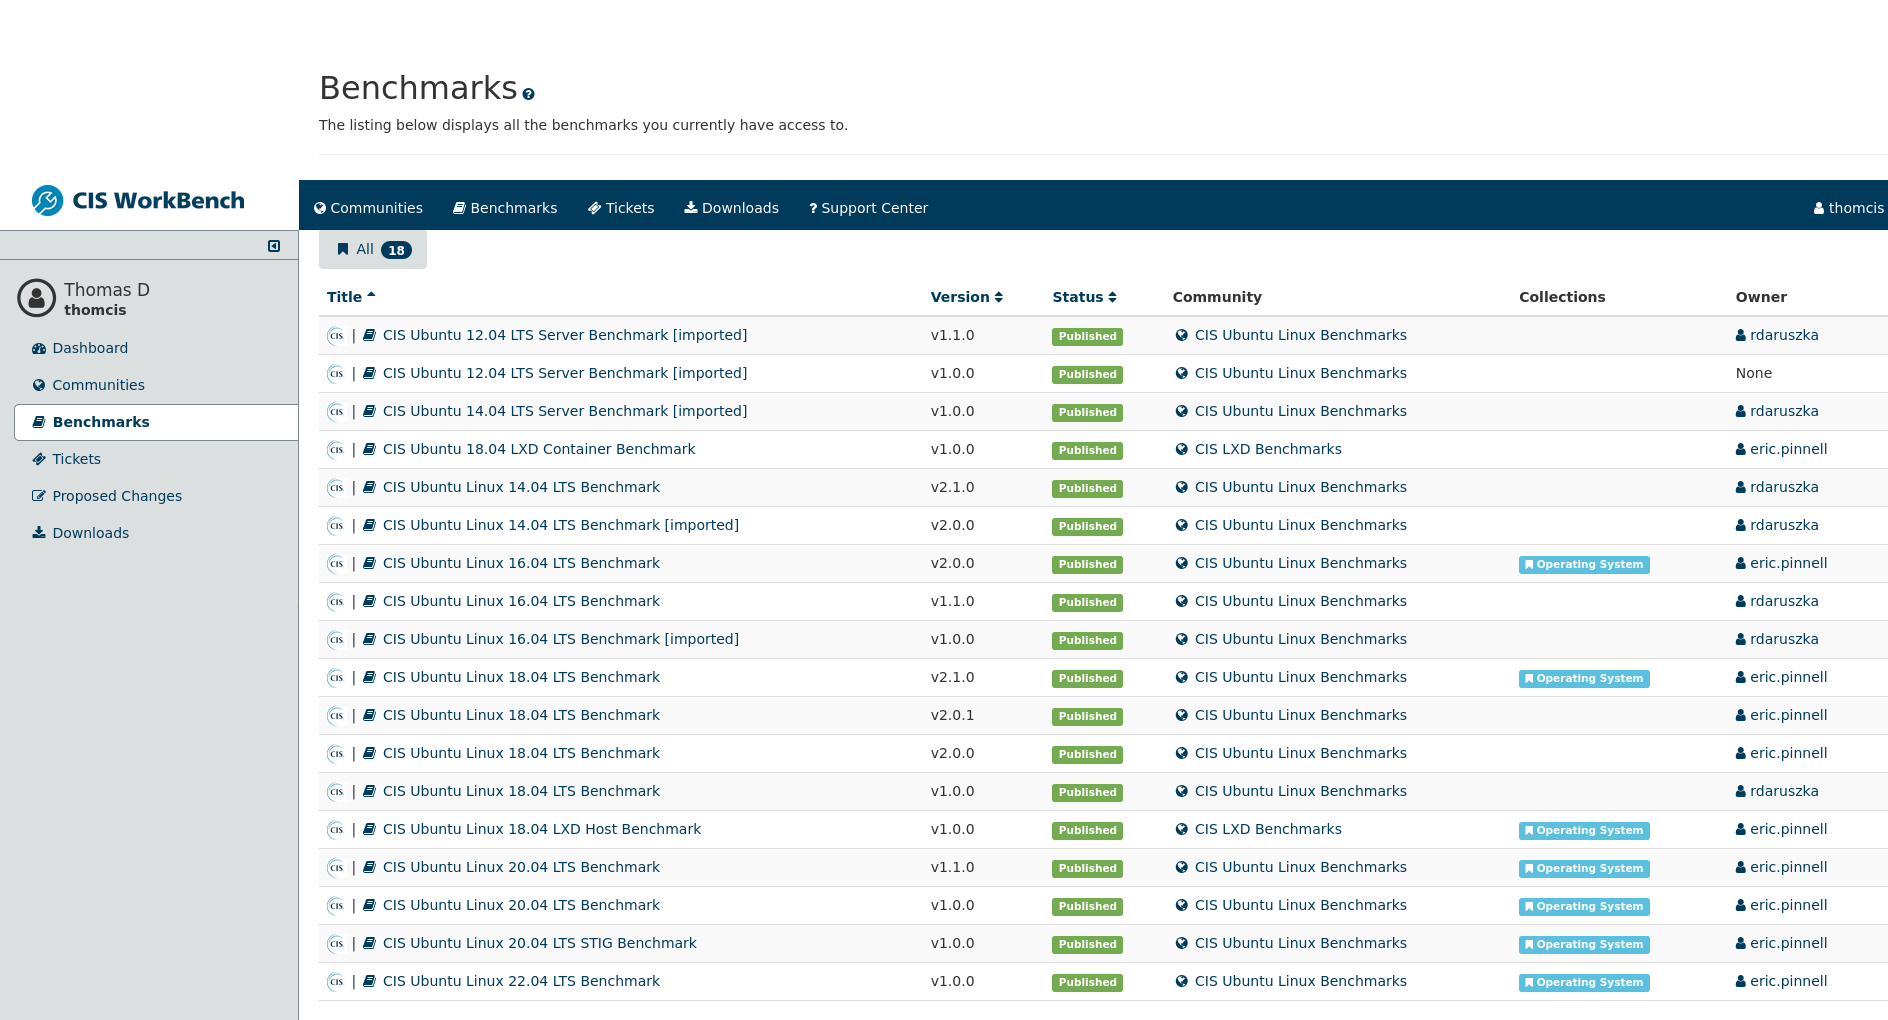 Benchmarks
The listing below displays all the benchmarks you currently have access to.
CIS WorkBench
Communities Benchmarks Tickets Downloads ? Support Center thomcis
All 18
Thomas D
thomcis
Dashboard
Communities
Benchmarks
Tickets
Proposed Changes
Downloads
Title Version Status Community Collections Owner
CIS | CIS Ubuntu 12.04 LTS Server Benchmark [imported] v1.1.0 Published CIS Ubuntu Linux Benchmarks rdaruszka
CIS | CIS Ubuntu 12.04 LTS Server Benchmark [imported] v1.0.0 Published CIS Ubuntu Linux Benchmarks None
CIS | CIS Ubuntu 14.04 LTS Server Benchmark [imported] v1.0.0 Published CIS Ubuntu Linux Benchmarks rdaruszka
CIS | CIS Ubuntu 18.04 LXD Container Benchmark v1.0.0 Published CIS LXD Benchmarks eric.pinnell
CIS | CIS Ubuntu Linux 14.04 LTS Benchmark v2.1.0 Published CIS Ubuntu Linux Benchmarks rdaruszka
CIS | CIS Ubuntu Linux 14.04 LTS Benchmark [imported] v2.0.0 Published CIS Ubuntu Linux Benchmarks rdaruszka
CIS | CIS Ubuntu Linux 16.04 LTS Benchmark v2.0.0 Published CIS Ubuntu Linux Benchmarks Operating System eric.pinnell
CIS | CIS Ubuntu Linux 16.04 LTS Benchmark v1.1.0 Published CIS Ubuntu Linux Benchmarks rdaruszka
CIS | CIS Ubuntu Linux 16.04 LTS Benchmark [imported] v1.0.0 Published CIS Ubuntu Linux Benchmarks rdaruszka
CIS | CIS Ubuntu Linux 18.04 LTS Benchmark v2.1.0 Published CIS Ubuntu Linux Benchmarks Operating System eric.pinnell
CIS | CIS Ubuntu Linux 18.04 LTS Benchmark v2.0.1 Published CIS Ubuntu Linux Benchmarks eric.pinnell
CIS | CIS Ubuntu Linux 18.04 LTS Benchmark v2.0.0 Published CIS Ubuntu Linux Benchmarks eric.pinnell
CIS | CIS Ubuntu Linux 18.04 LTS Benchmark v1.0.0 Published CIS Ubuntu Linux Benchmarks rdaruszka
CIS | CIS Ubuntu Linux 18.04 LXD Host Benchmark v1.0.0 Published CIS LXD Benchmarks Operating System eric.pinnell
CIS | CIS Ubuntu Linux 20.04 LTS Benchmark v1.1.0 Published CIS Ubuntu Linux Benchmarks Operating System eric.pinnell
CIS | CIS Ubuntu Linux 20.04 LTS Benchmark v1.0.0 Published CIS Ubuntu Linux Benchmarks Operating System eric.pinnell
CIS | CIS Ubuntu Linux 20.04 LTS STIG Benchmark v1.0.0 Published CIS Ubuntu Linux Benchmarks Operating System eric.pinnell
CIS | CIS Ubuntu Linux 22.04 LTS Benchmark v1.0.0 Published CIS Ubuntu Linux Benchmarks Operating System eric.pinnell